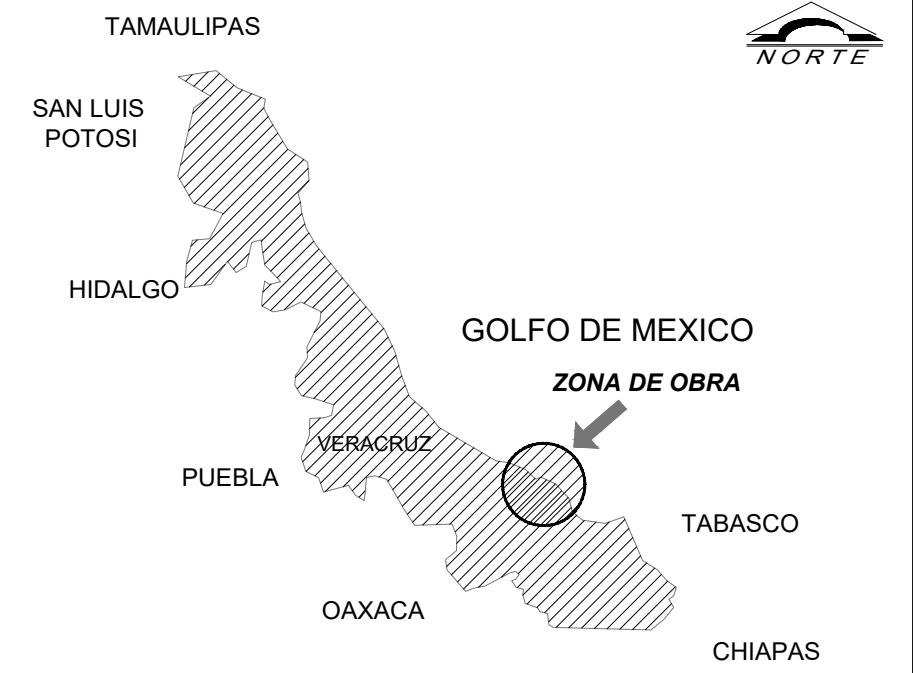 TAMAULIPAS
NORTE
SAN LUIS
POTOSI
HIDALGO
GOLFO DE MEXICO
ZONA DE OBRA
VERACRUZ
PUEBLA
TABASCO
OAXACA
CHIAPAS